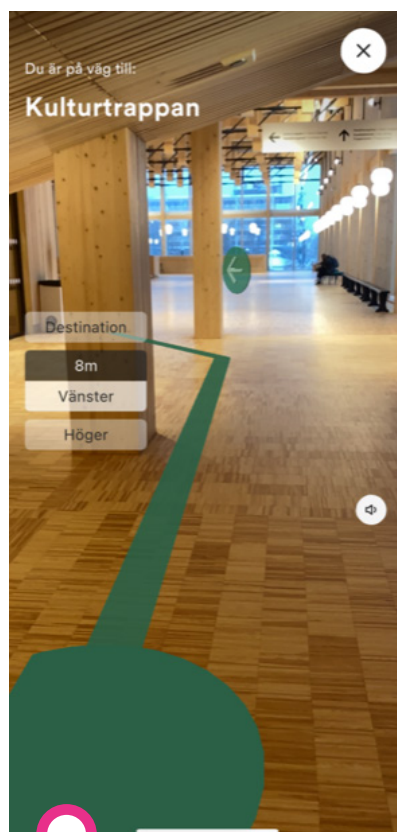 Du är på väg till:
Kulturtrappan
Destination
8m
Vänster
Höger